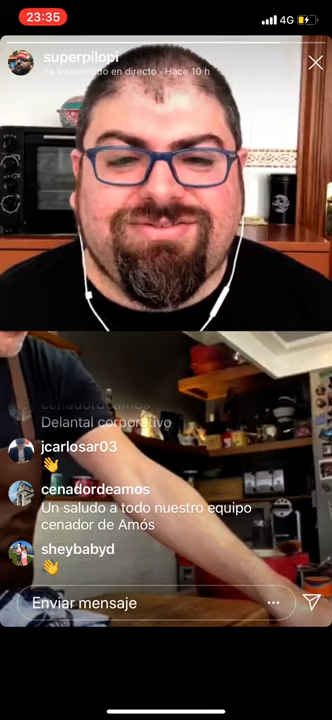 23:35
4G
superpilopi
ha transmitido en directo · Hace 10 h
cenadordeamos
Delantal corporativo
jcarlosar03
👋
cenadordeamos
Un saludo a todo nuestro equipo
cenador de Amós
sheybabyd
👋
Enviar mensaje